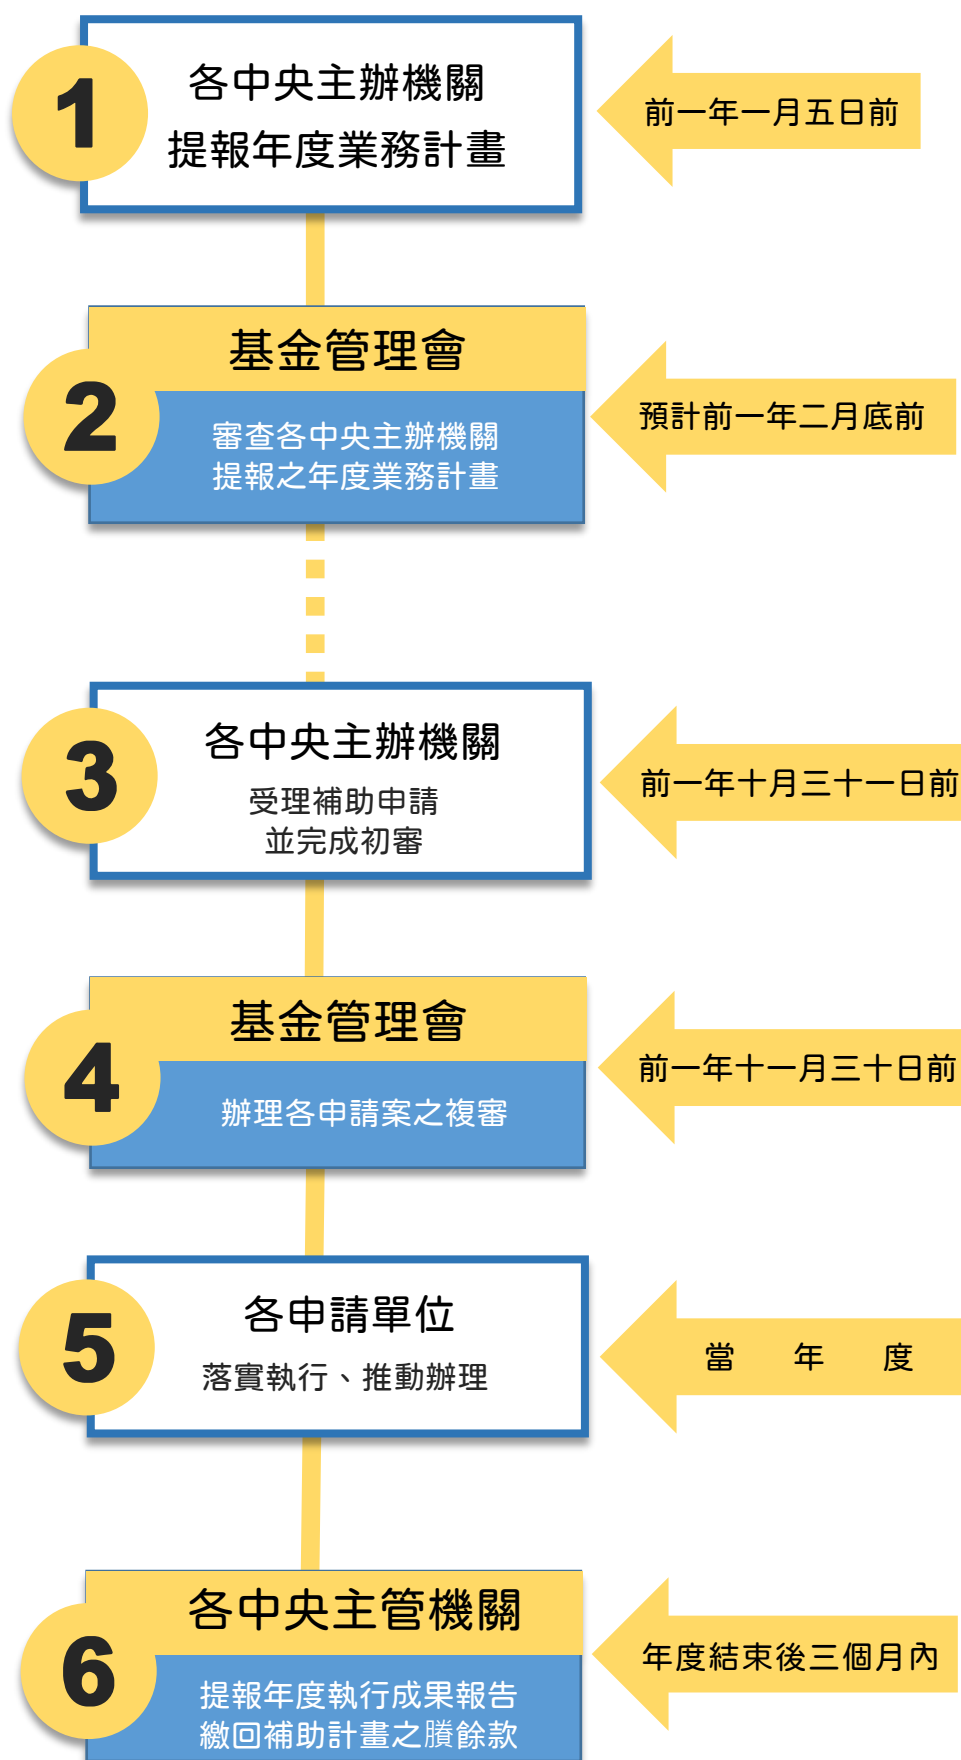 1
各中央主辦機關
提報年度業務計畫
前一年一月五日前
2
基金管理會
審查各中央主辦機關
提報之年度業務計畫
預計前一年二月底前
3
各中央主辦機關
受理補助申請
並完成初審
前一年十月三十一日前
4
基金管理會
辦理各申請案之複審
前一年十一月三十日前
5
各申請單位
落實執行、推動辦理
當 年 度
6
各中央主管機關
提報年度執行成果報告
繳回補助計畫之賸餘款
年度結束後三個月內